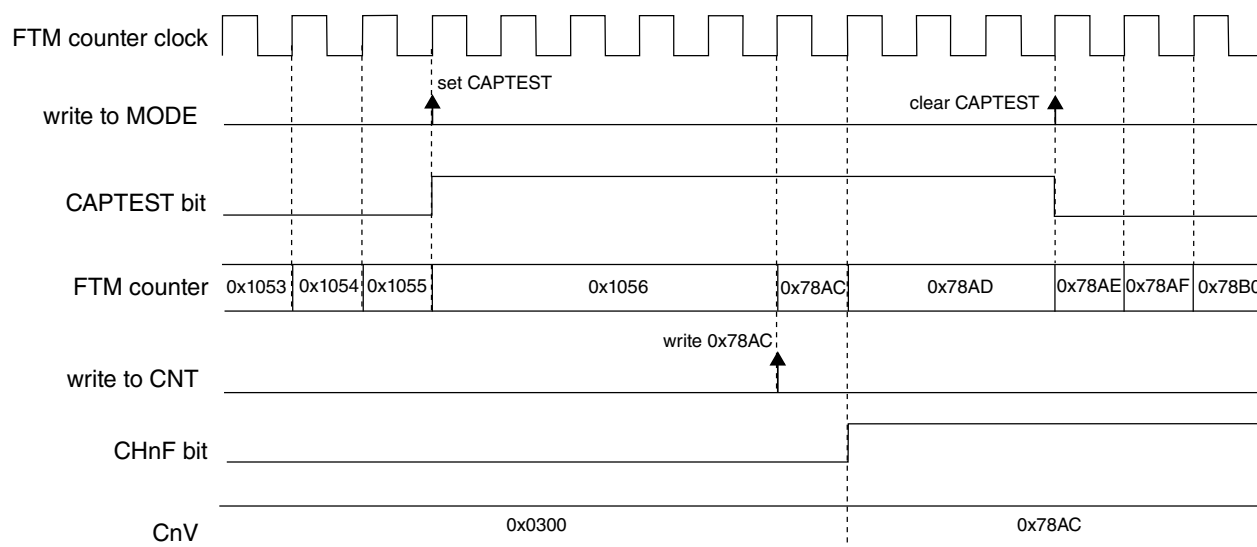 FTM counter clock
set CAPTEST
write to MODE
clear CAPTEST
CAPTEST bit
FTM counter 0x1053 0x1054 0x1055 0x1056 0x78AC 0x78AD 0x78AE 0x78AF 0x78B0
write 0x78AC
write to CNT
CHnF bit
CnV 0x0300 0x78AC